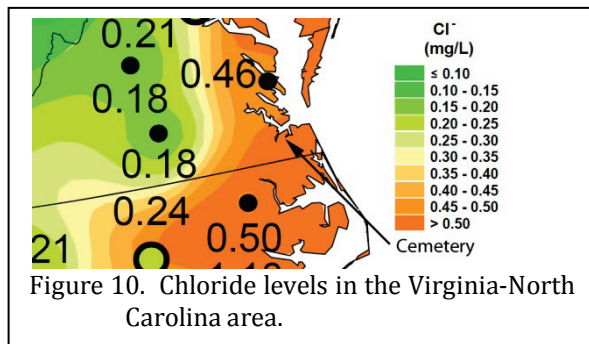 0.21
0.46
0.18
0.18
0.24
0.50
21
Cl-
(mg/L)
≤ 0.10
0.10 - 0.15
0.15 - 0.20
0.20 - 0.25
0.25 - 0.30
0.30 - 0.35
0.35 - 0.40
0.40 - 0.45
0.45 - 0.50
> 0.50
Cemetery
Figure 10. Chloride levels in the Virginia-North
Carolina area.